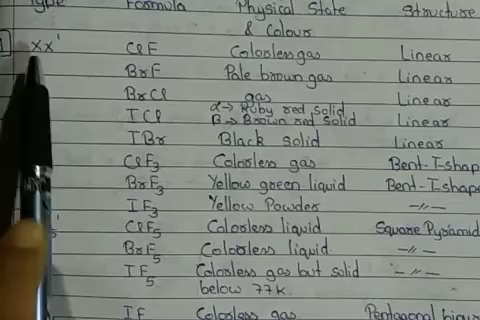 Type Formula Physical State Structure
& Colour
1 XX' ClF Colorless gas Linear
BrF Pale brown gas Linear
BrCl gas Linear
ICl α→ Ruby red solid Linear
β→ Brown red solid
IBr Black solid Linear
ClF3 Colorless gas Bent-T-shape
BrF3 Yellow green liquid Bent-T-shape
IF3 Yellow Powder -//-
ClF5 Colorless liquid Square Pyramid
BrF5 Colorless liquid -//-
IF5 Colorless gas but solid -//-
below 77K.
IF Colorless gas Pentagonal